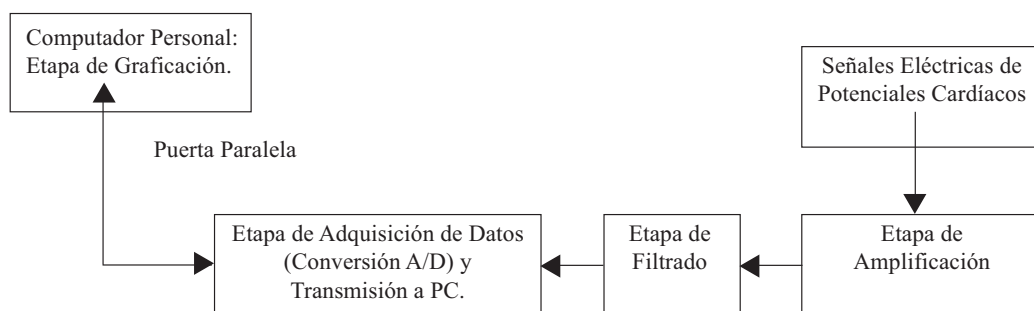 Computador Personal:
Etapa de Graficación.
Señales Eléctricas de
Potenciales Cardíacos
Puerta Paralela
Etapa de Adquisición de Datos
(Conversión A/D) y
Transmisión a PC.
Etapa de
Filtrado
Etapa de
Amplificación